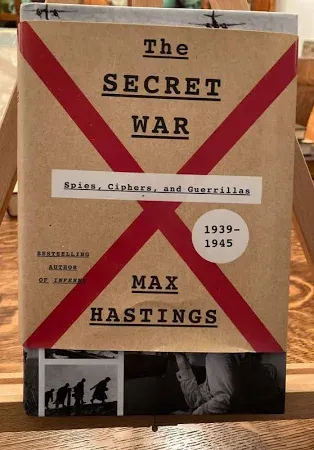 The
SECRET
WAR
Spies, Ciphers, and Guerrillas
1939-
1945
BESTSELLING
AUTHOR
OF INFERNO
MAX
HASTINGS